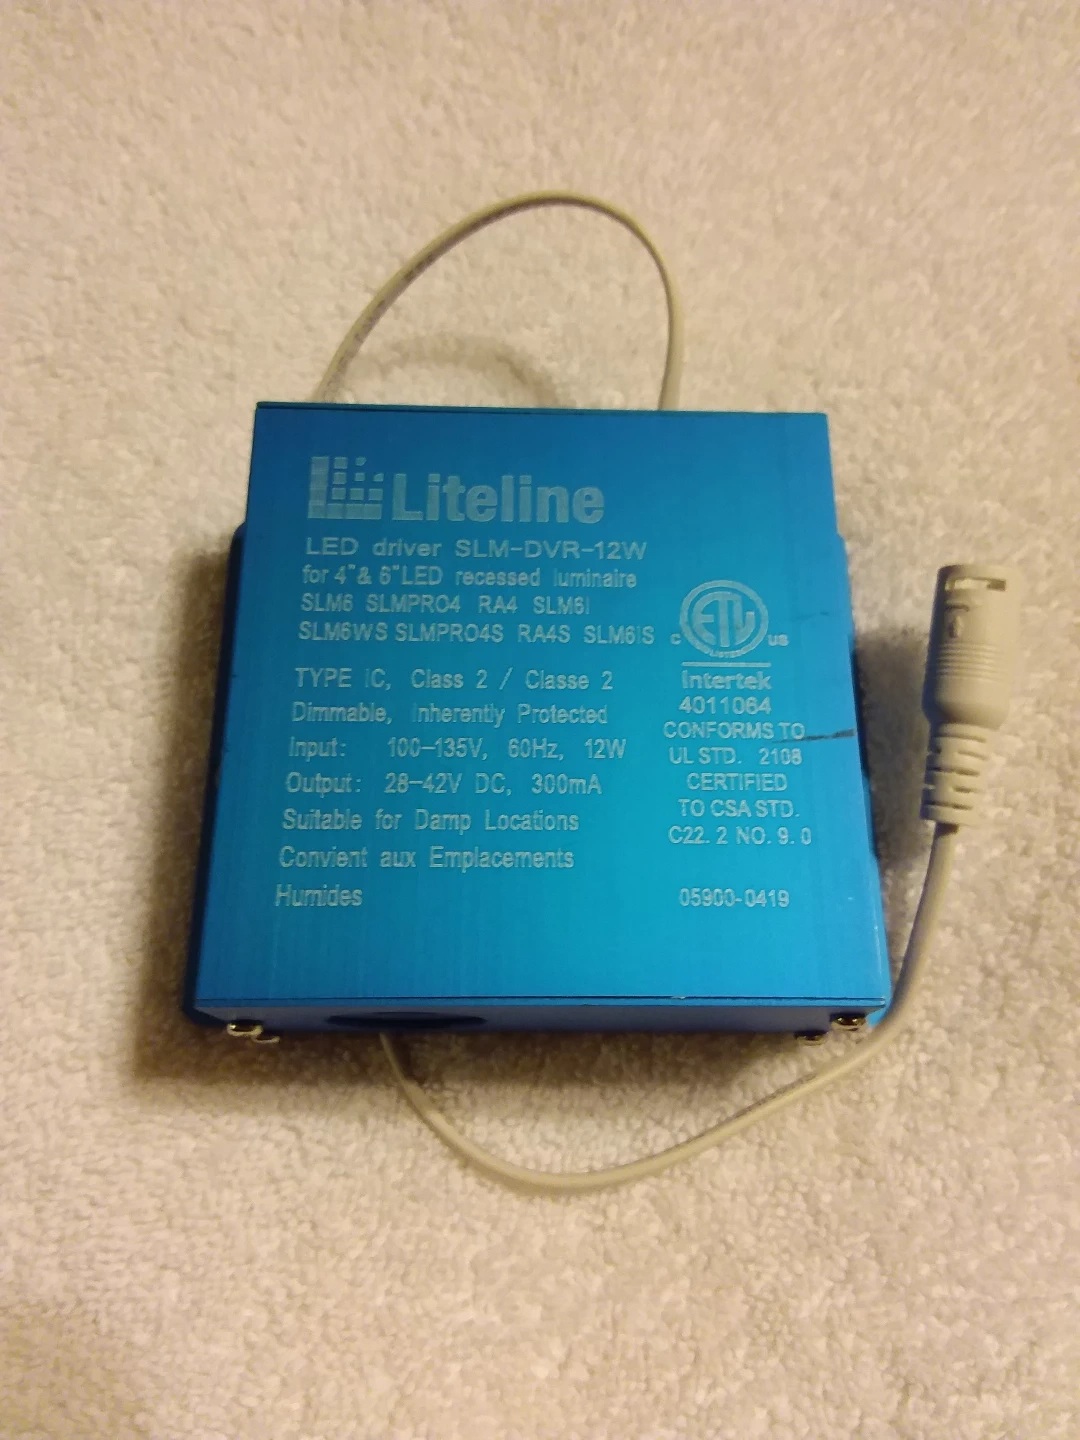 Liteline
LED driver SLM-DVR-12W
for 4"& 6"LED recessed luminaire
SLM6 SLMPRO4 RA4 SLM6I
SLM6WS SLMPRO4S RA4S SLM6IS
TYPE IC, Class 2 / Classe 2
Dimmable, Inherently Protected
Input: 100-135V, 60Hz, 12W
Output: 28-42V DC, 300mA
Suitable for Damp Locations
Convient aux Emplacements
Humides
ETL
LISTED
C US
Intertek
4011064
CONFORMS TO
UL STD. 2108
CERTIFIED
TO CSA STD.
C22. 2 NO. 9. 0
05900-0419